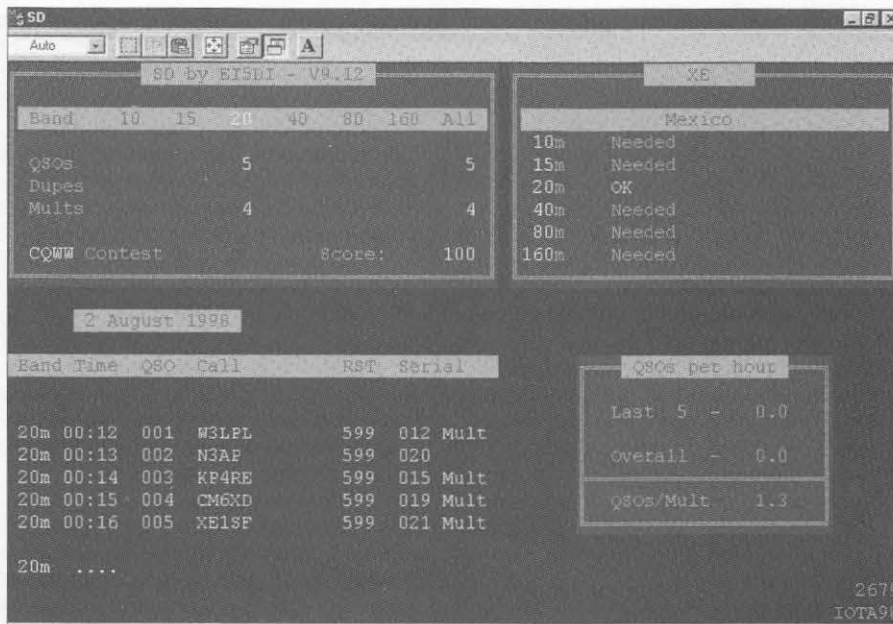 SD
Auto
A
SD by EI5DI - V9.12
Band 10 15 20 40 80 160 All
QSOs 5 5
Dupes
Mults 4 4
CQWW Contest Score: 100
XE
Mexico
10m Needed
15m Needed
20m OK
40m Needed
80m Needed
160m Needed
2 August 1998
Band Time QSO Call RST Serial
20m 00:12 001 W3LPL 599 012 Mult
20m 00:13 002 N3AP 599 020
20m 00:14 003 KP4RE 599 015 Mult
20m 00:15 004 CM6XD 599 019 Mult
20m 00:16 005 XE1SF 599 021 Mult
20m ....
QSOs per hour
Last 5 - 0.0
Overall - 0.0
QSOs/Mult 1.3